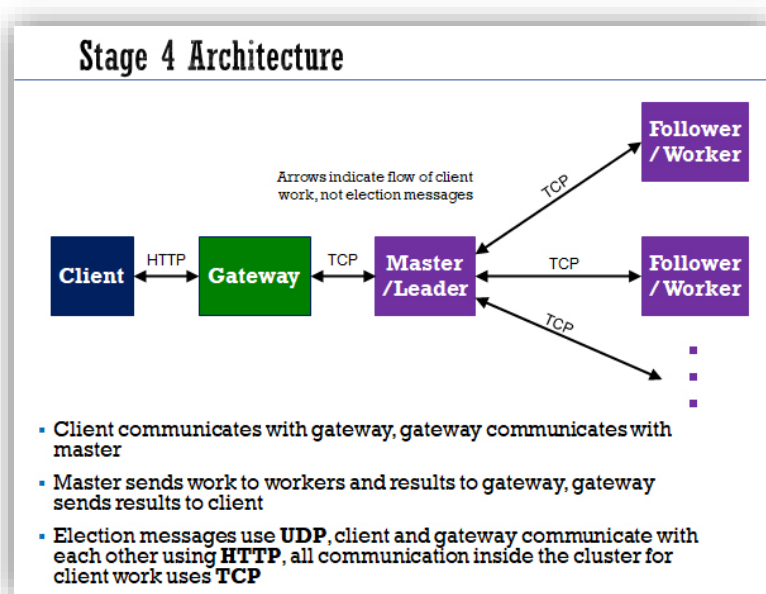 Stage 4 Architecture
Arrows indicate flow of client
work, not election messages
Follower
/Worker
TCP
Client
HTTP
Gateway
TCP
Master
/Leader
TCP
Follower
/Worker
TCP
▪ Client communicates with gateway, gateway communicates with
master
▪ Master sends work to workers and results to gateway, gateway
sends results to client
▪ Election messages use UDP, client and gateway communicate with
each other using HTTP, all communication inside the cluster for
client work uses TCP